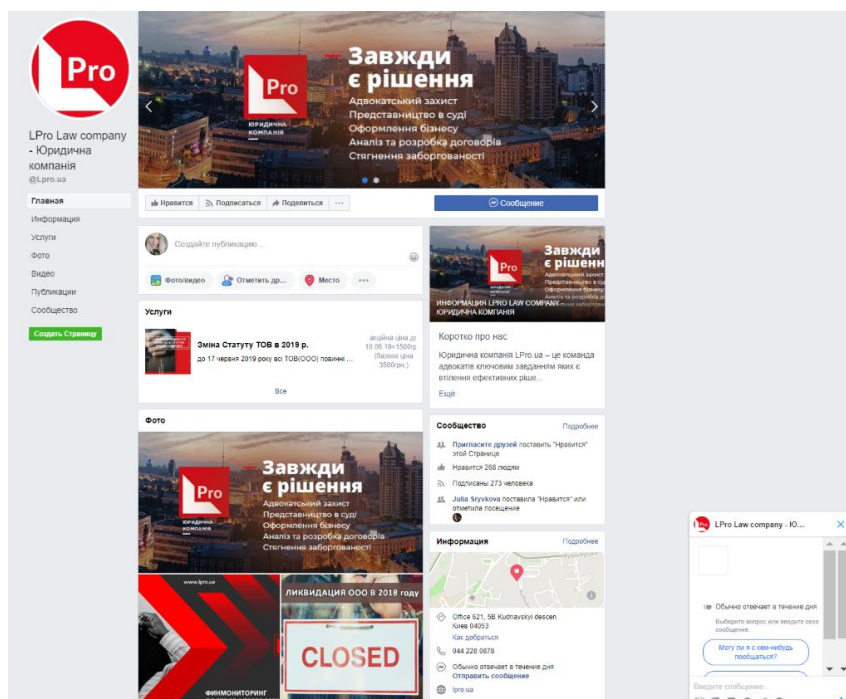 Pro
LPro Law company
- Юридична
компанія
@Lpro.ua
Главная
Информация
Услуги
Фото
Видео
Публикации
Сообщество
Создать Страницу
Pro
ЮРИДИЧНА
КОМПАНІЯ
Завжди
є рішення
Адвокатський захист
Представництво в суді
Оформлення бізнесу
Аналіз та розробка договорів
Стягнення заборгованості
Нравится Подписаться Поделиться ...
Сообщение
Создайте публикацию...
Фото/видео Отметить др... Место ...
Услуги
Зміна Статуту ТОВ в 2019 р.
до 17 червня 2019 року всі ТОВ(ООО) повинні ...
акційна ціна до
10.06.19=1500гр
(базова ціна
3500грн.)
Все
Фото
Pro
ЮРИДИЧНА
КОМПАНІЯ
Завжди
є рішення
Адвокатський захист
Представництво в суді
Оформлення бізнесу
Аналіз та розробка договорів
Стягнення заборгованості
www.lpro.ua
ФИНМОНИТОРИНГ
ЛИКВИДАЦИЯ ООО В 2018 году
CLOSED
Pro
Завжди
є рішенн
ИНФОРМАЦИЯ LPRO LAW COMPANY -
ЮРИДИЧНА КОМПАНІЯ
Коротко про нас
Юридична компанія LPro.ua – це команда
адвокатів ключовим завданням яких є
втілення ефективних ріше...
Ещё
Сообщество Подробнее
Пригласите друзей поставить "Нравится"
этой Странице
Нравится 268 людям
Подписаны 273 человека
Julia Sryvkova поставила "Нравится" или
отметила посещение
Информация Подробнее
Office 621, 5B Kudriavskyi descen
Киев 04053
Как добраться
044 228 0878
Обычно отвечает в течение дня
Отправить сообщение
lpro.ua
LPro Law company - Ю...
Обычно отвечает в течение дня
Выберите вопрос или введите свое
сообщение.
Могу ли я с кем-нибудь
пообщаться?
Введите сообщение...